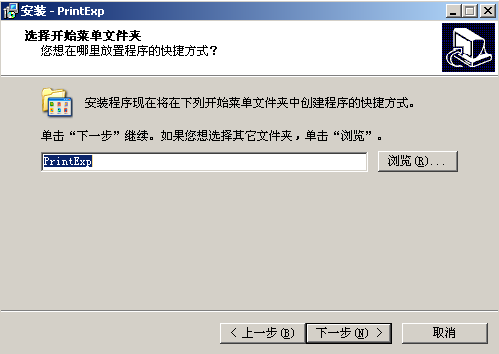 安装 - PrintExp
选择开始菜单文件夹
您想在哪里放置程序的快捷方式？
安装程序现在将在下列开始菜单文件夹中创建程序的快捷方式。
单击“下一步”继续。如果您想选择其它文件夹，单击“浏览”。
PrintExp
浏览(R)...
< 上一步(B)
下一步(N) >
取消